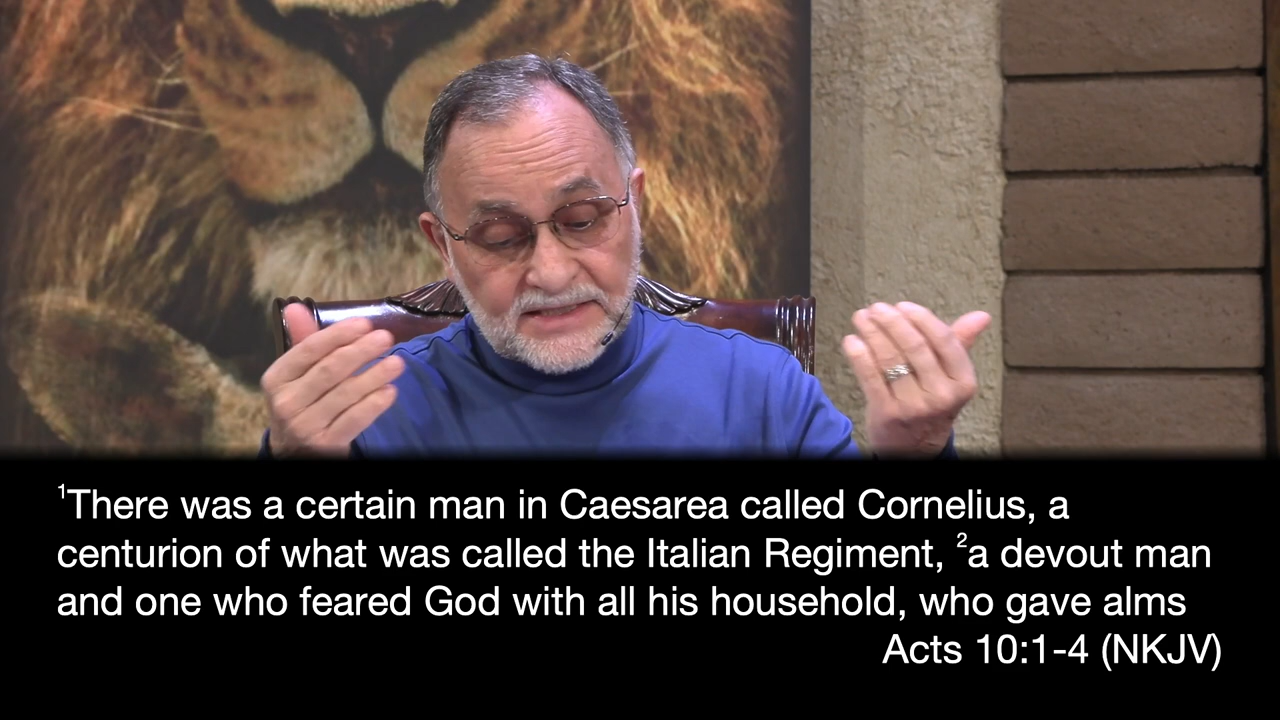 ¹There was a certain man in Caesarea called Cornelius, a
centurion of what was called the Italian Regiment, ²a devout man
and one who feared God with all his household, who gave alms
Acts 10:1-4 (NKJV)